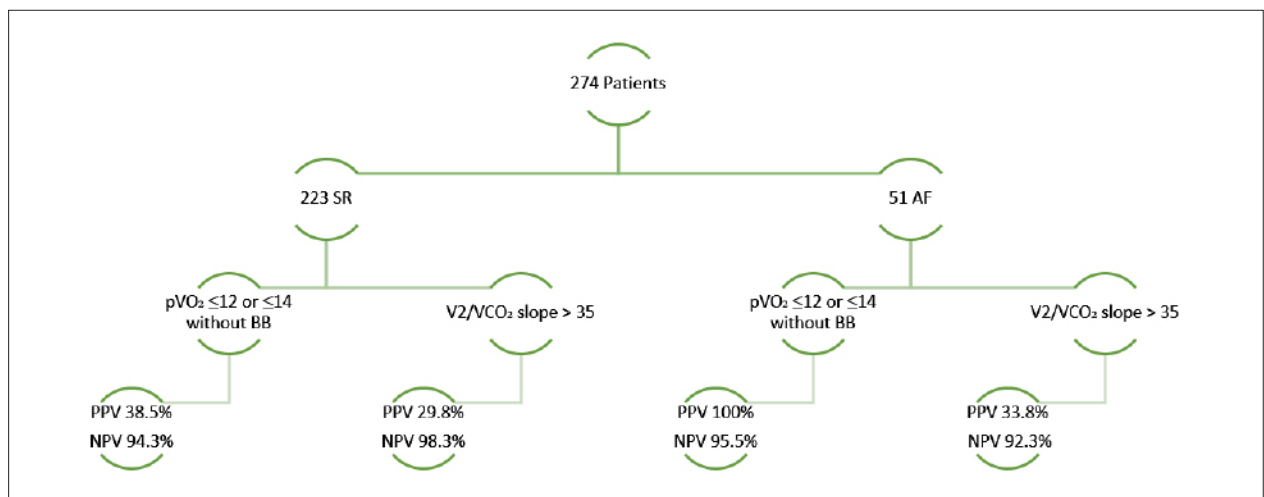 274 Patients
223 SR
51 AF
pVO₂ ≤12 or ≤14
without BB
V2/VCO₂ slope > 35
pVO₂ ≤12 or ≤14
without BB
V2/VCO₂ slope > 35
PPV 38.5%
NPV 94.3%
PPV 29.8%
NPV 98.3%
PPV 100%
NPV 95.5%
PPV 33.8%
NPV 92.3%